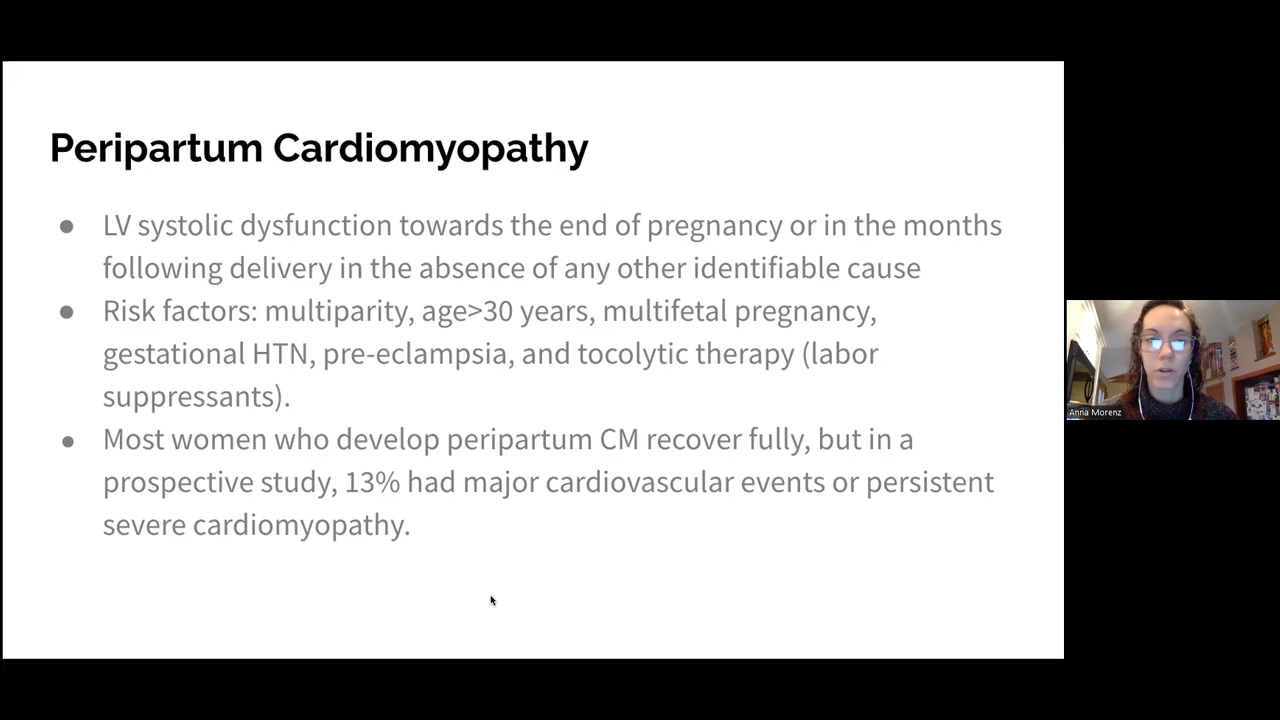 Peripartum Cardiomyopathy
● LV systolic dysfunction towards the end of pregnancy or in the months
following delivery in the absence of any other identifiable cause
● Risk factors: multiparity, age>30 years, multifetal pregnancy,
gestational HTN, pre-eclampsia, and tocolytic therapy (labor
suppressants).
● Most women who develop peripartum CM recover fully, but in a
prospective study, 13% had major cardiovascular events or persistent
severe cardiomyopathy.
Anna Morenz